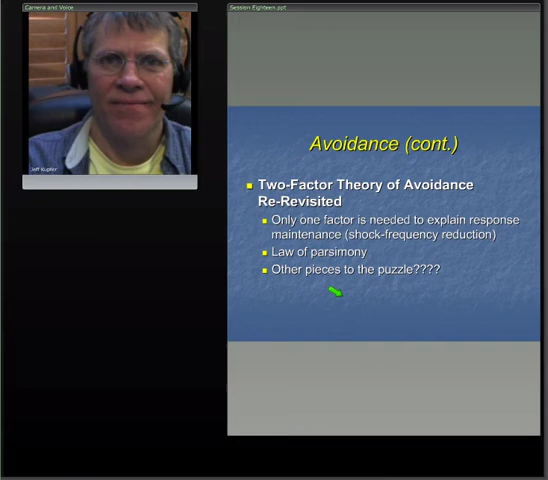 Camera and Voice
Session Eighteen.ppt
Jeff Kupfer
Avoidance (cont.)
Two-Factor Theory of Avoidance
Re-Revisited
Only one factor is needed to explain response
maintenance (shock-frequency reduction)
Law of parsimony
Other pieces to the puzzle????